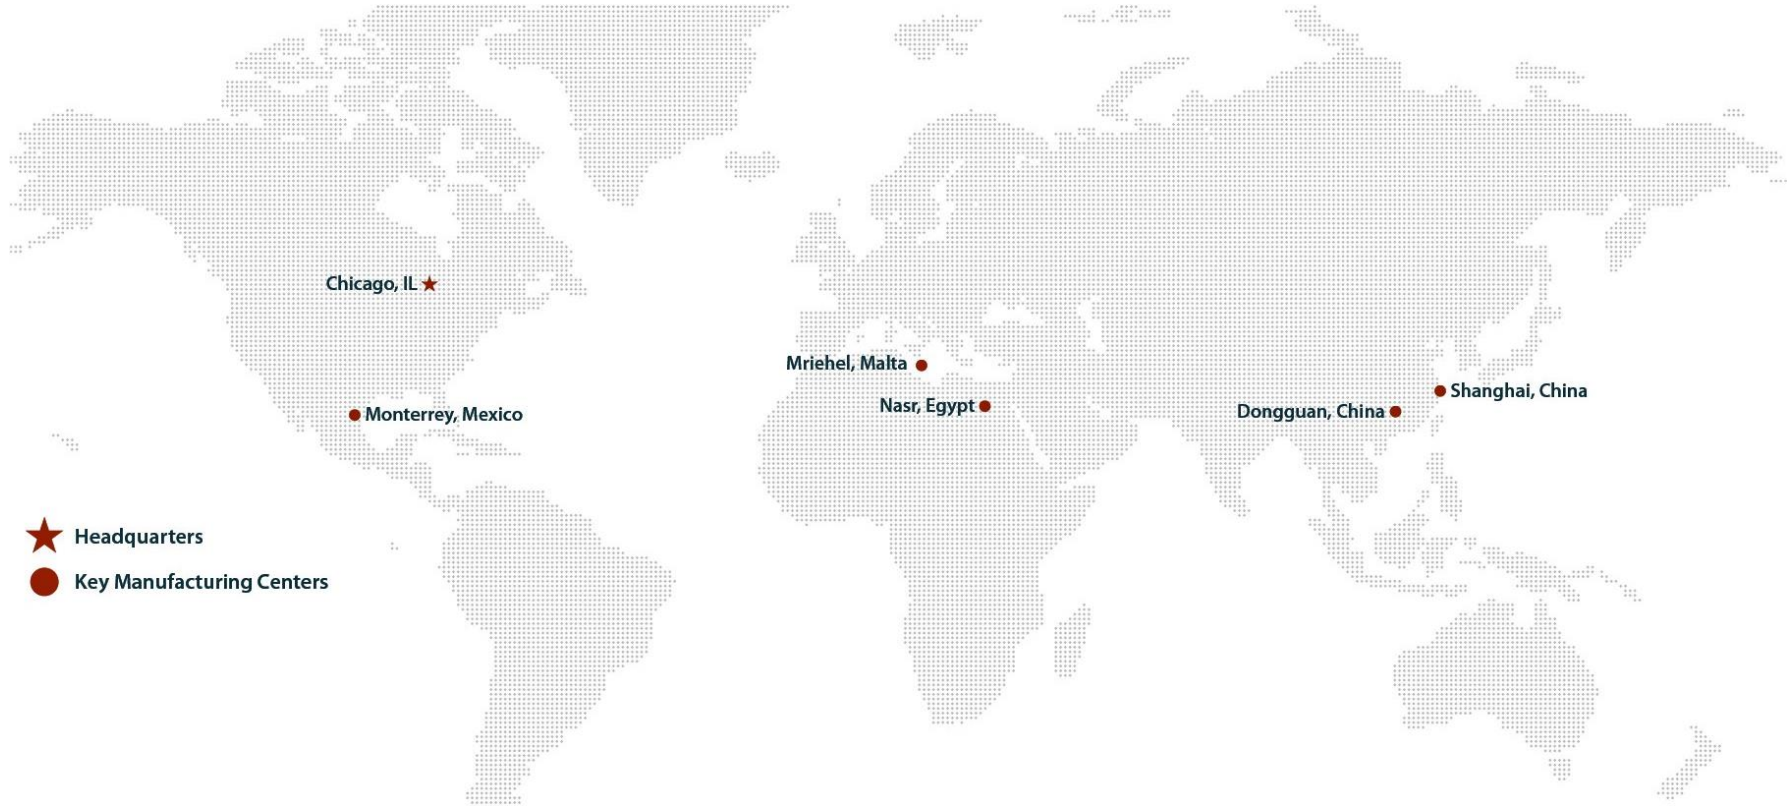 Chicago, IL
Mriehel, Malta
Shanghai, China
Nasr, Egypt
Dongguan, China
Monterrey, Mexico
Headquarters
Key Manufacturing Centers